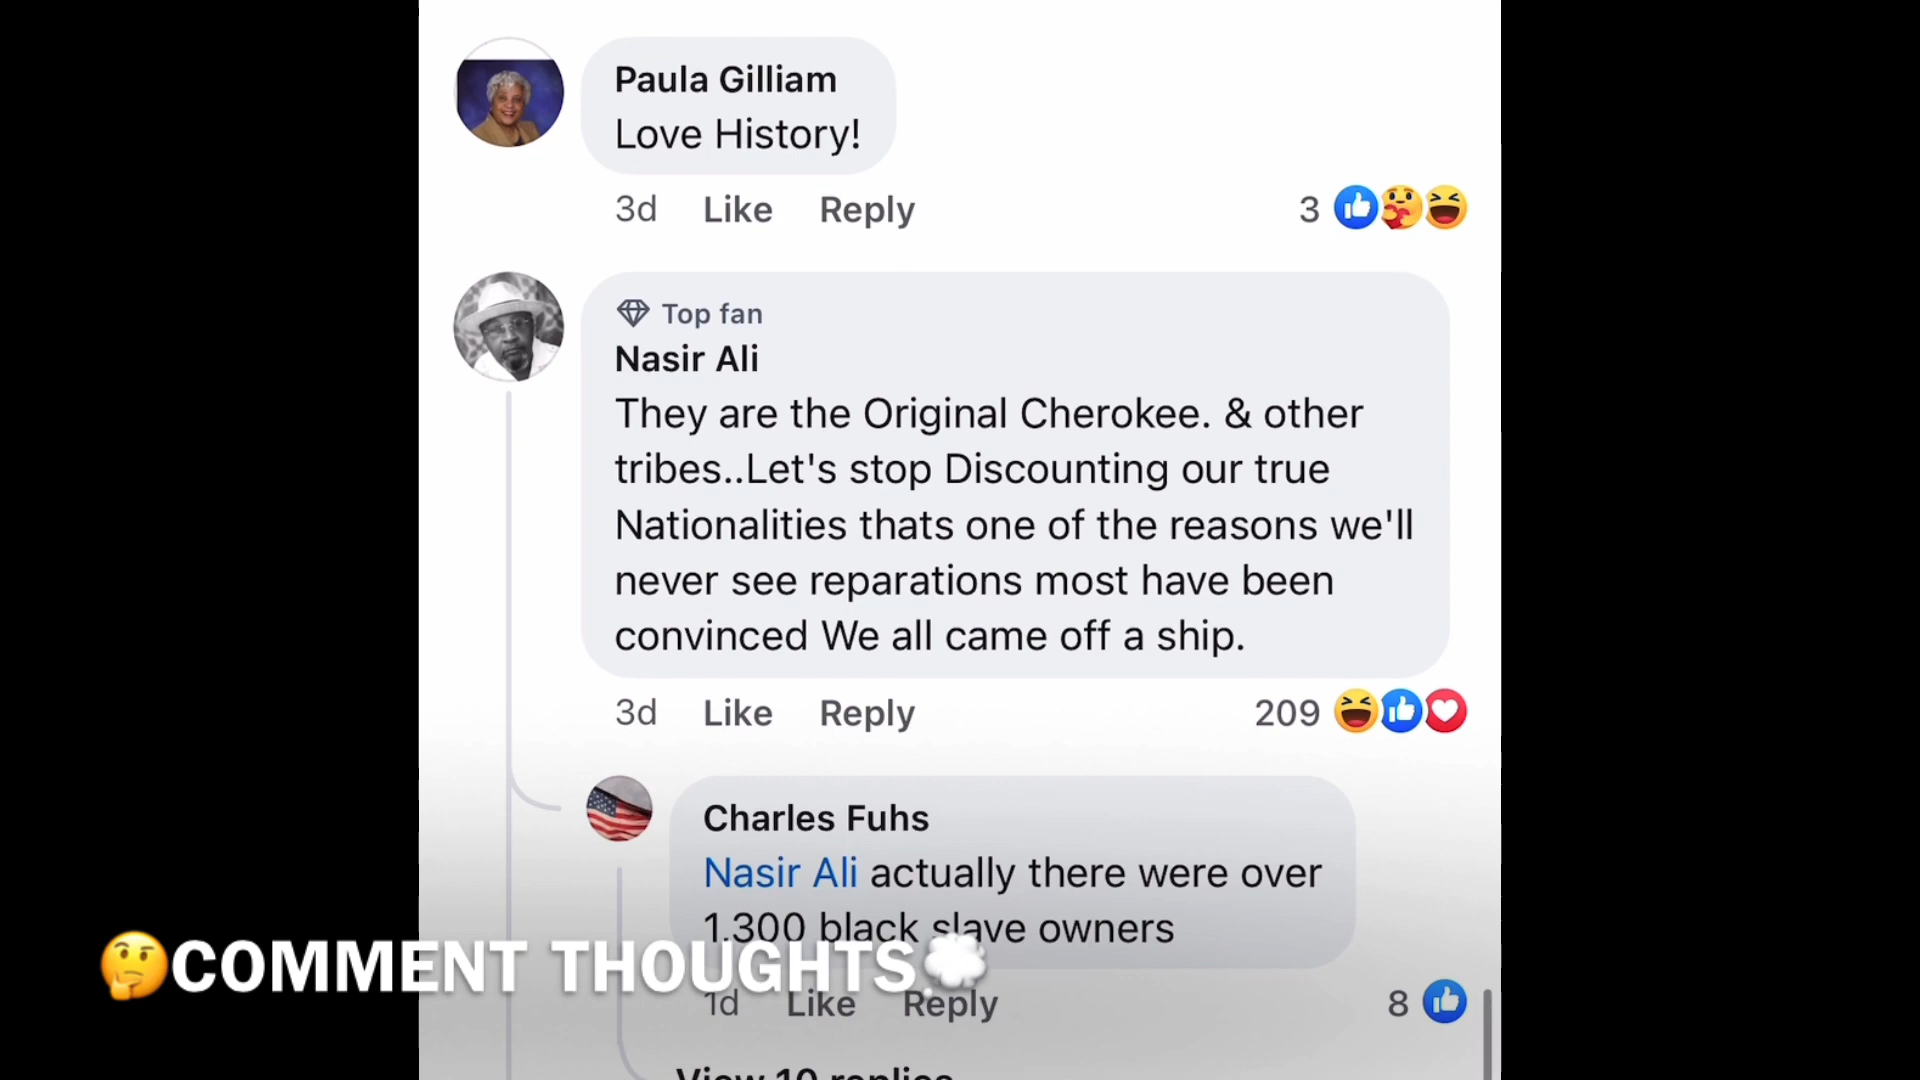 Paula Gilliam
Love History!
3d Like Reply 3
Top fan
Nasir Ali
They are the Original Cherokee. & other
tribes..Let's stop Discounting our true
Nationalities thats one of the reasons we'll
never see reparations most have been
convinced We all came off a ship.
3d Like Reply 209
Charles Fuhs
Nasir Ali actually there were over
1.300 black slave owners
🤔COMMENT THOUGHTS💭
1d Like Reply 8
View 10 replies